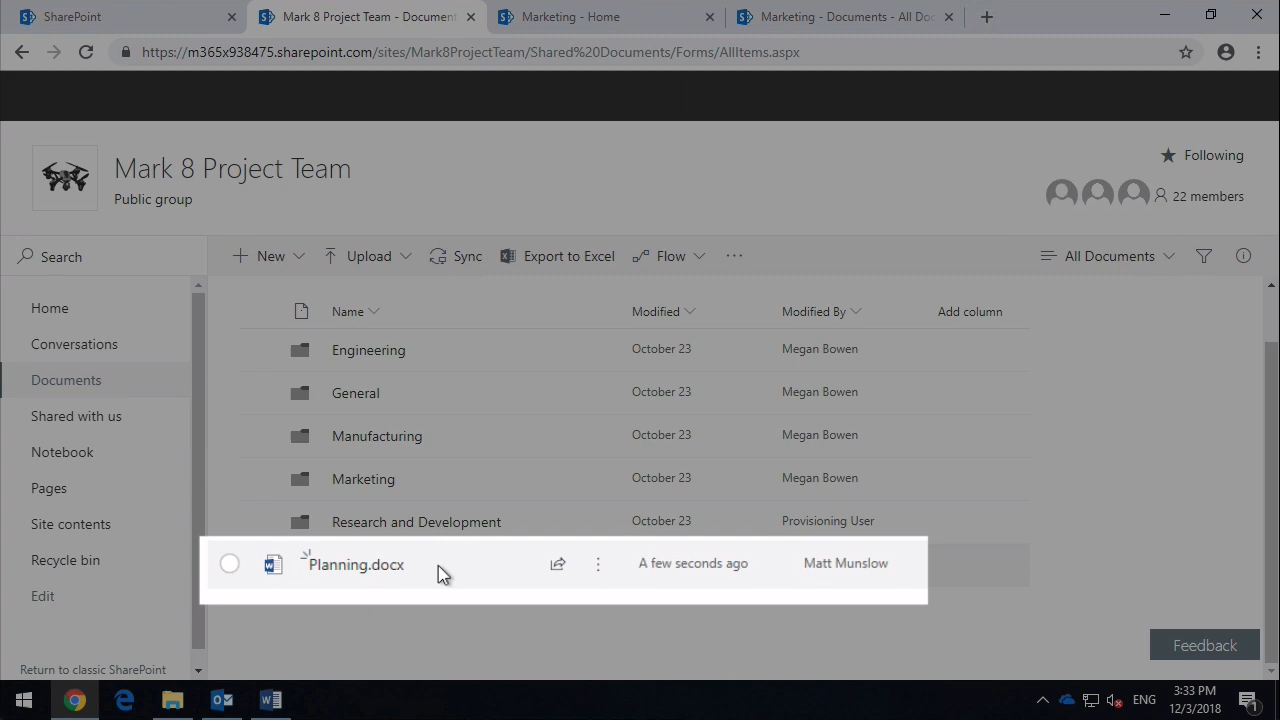 SharePoint
Mark 8 Project Team - Document
Marketing - Home
Marketing - Documents - All Doc
https://m365x938475.sharepoint.com/sites/Mark8ProjectTeam/Shared%20Documents/Forms/AllItems.aspx
Mark 8 Project Team
Public group
Following
22 members
Search
New
Upload
Sync
Export to Excel
Flow
All Documents
Home
Conversations
Documents
Shared with us
Notebook
Pages
Site contents
Recycle bin
Edit
Return to classic SharePoint
Name Modified Modified By Add column
Engineering October 23 Megan Bowen
General October 23 Megan Bowen
Manufacturing October 23 Megan Bowen
Marketing October 23 Megan Bowen
Research and Development October 23 Provisioning User
Planning.docx A few seconds ago Matt Munslow
Feedback
ENG
3:33 PM
12/3/2018
1